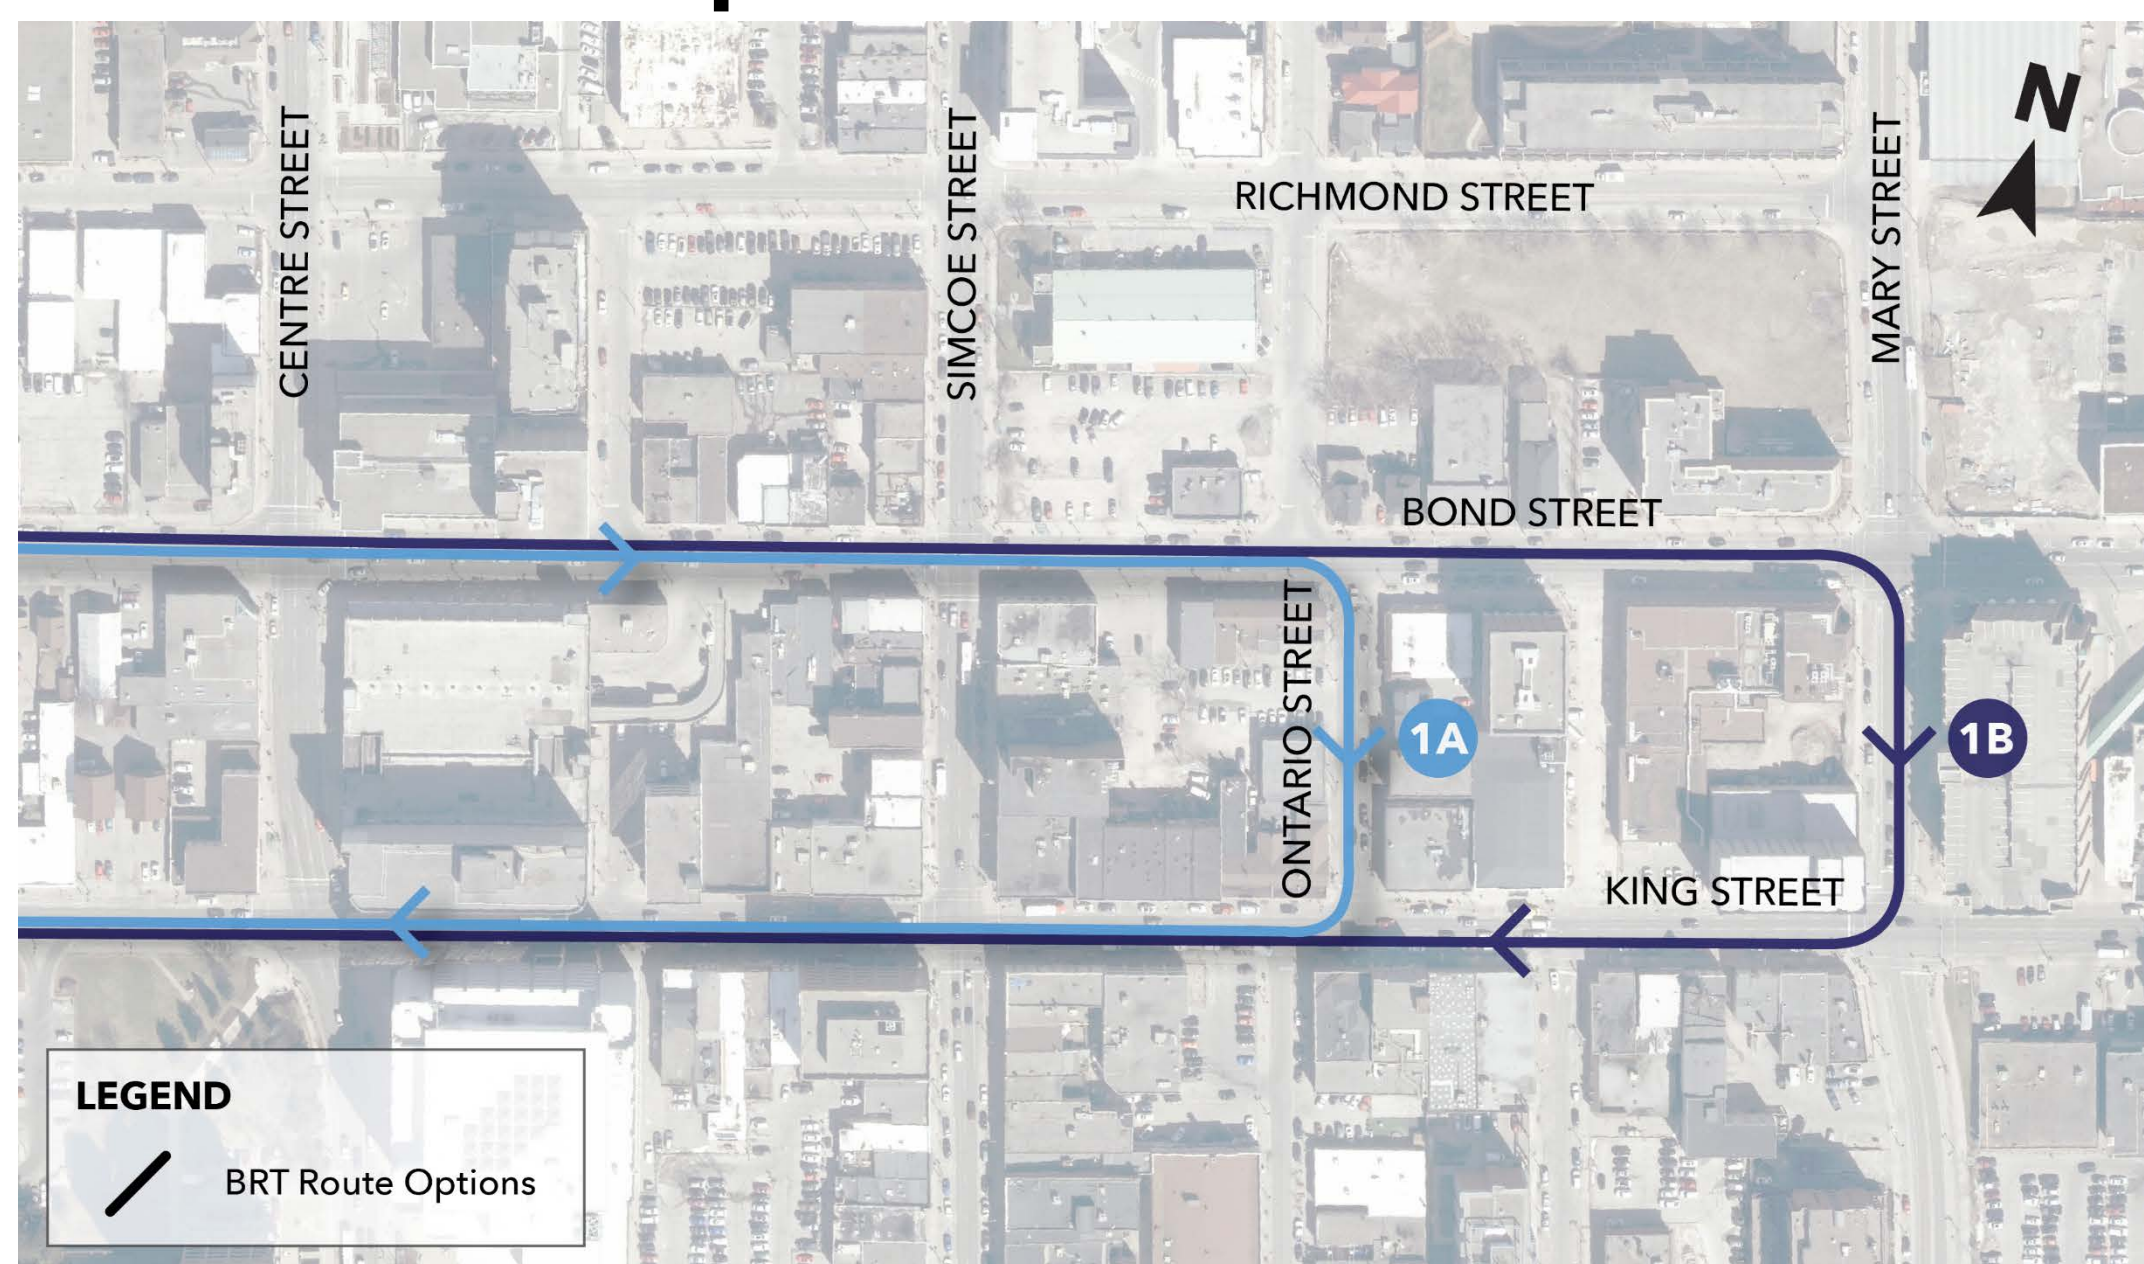 N
CENTRE STREET
SIMCOE STREET
RICHMOND STREET
MARY STREET
BOND STREET
ONTARIO STREET
1A
1B
KING STREET
LEGEND
BRT Route Options